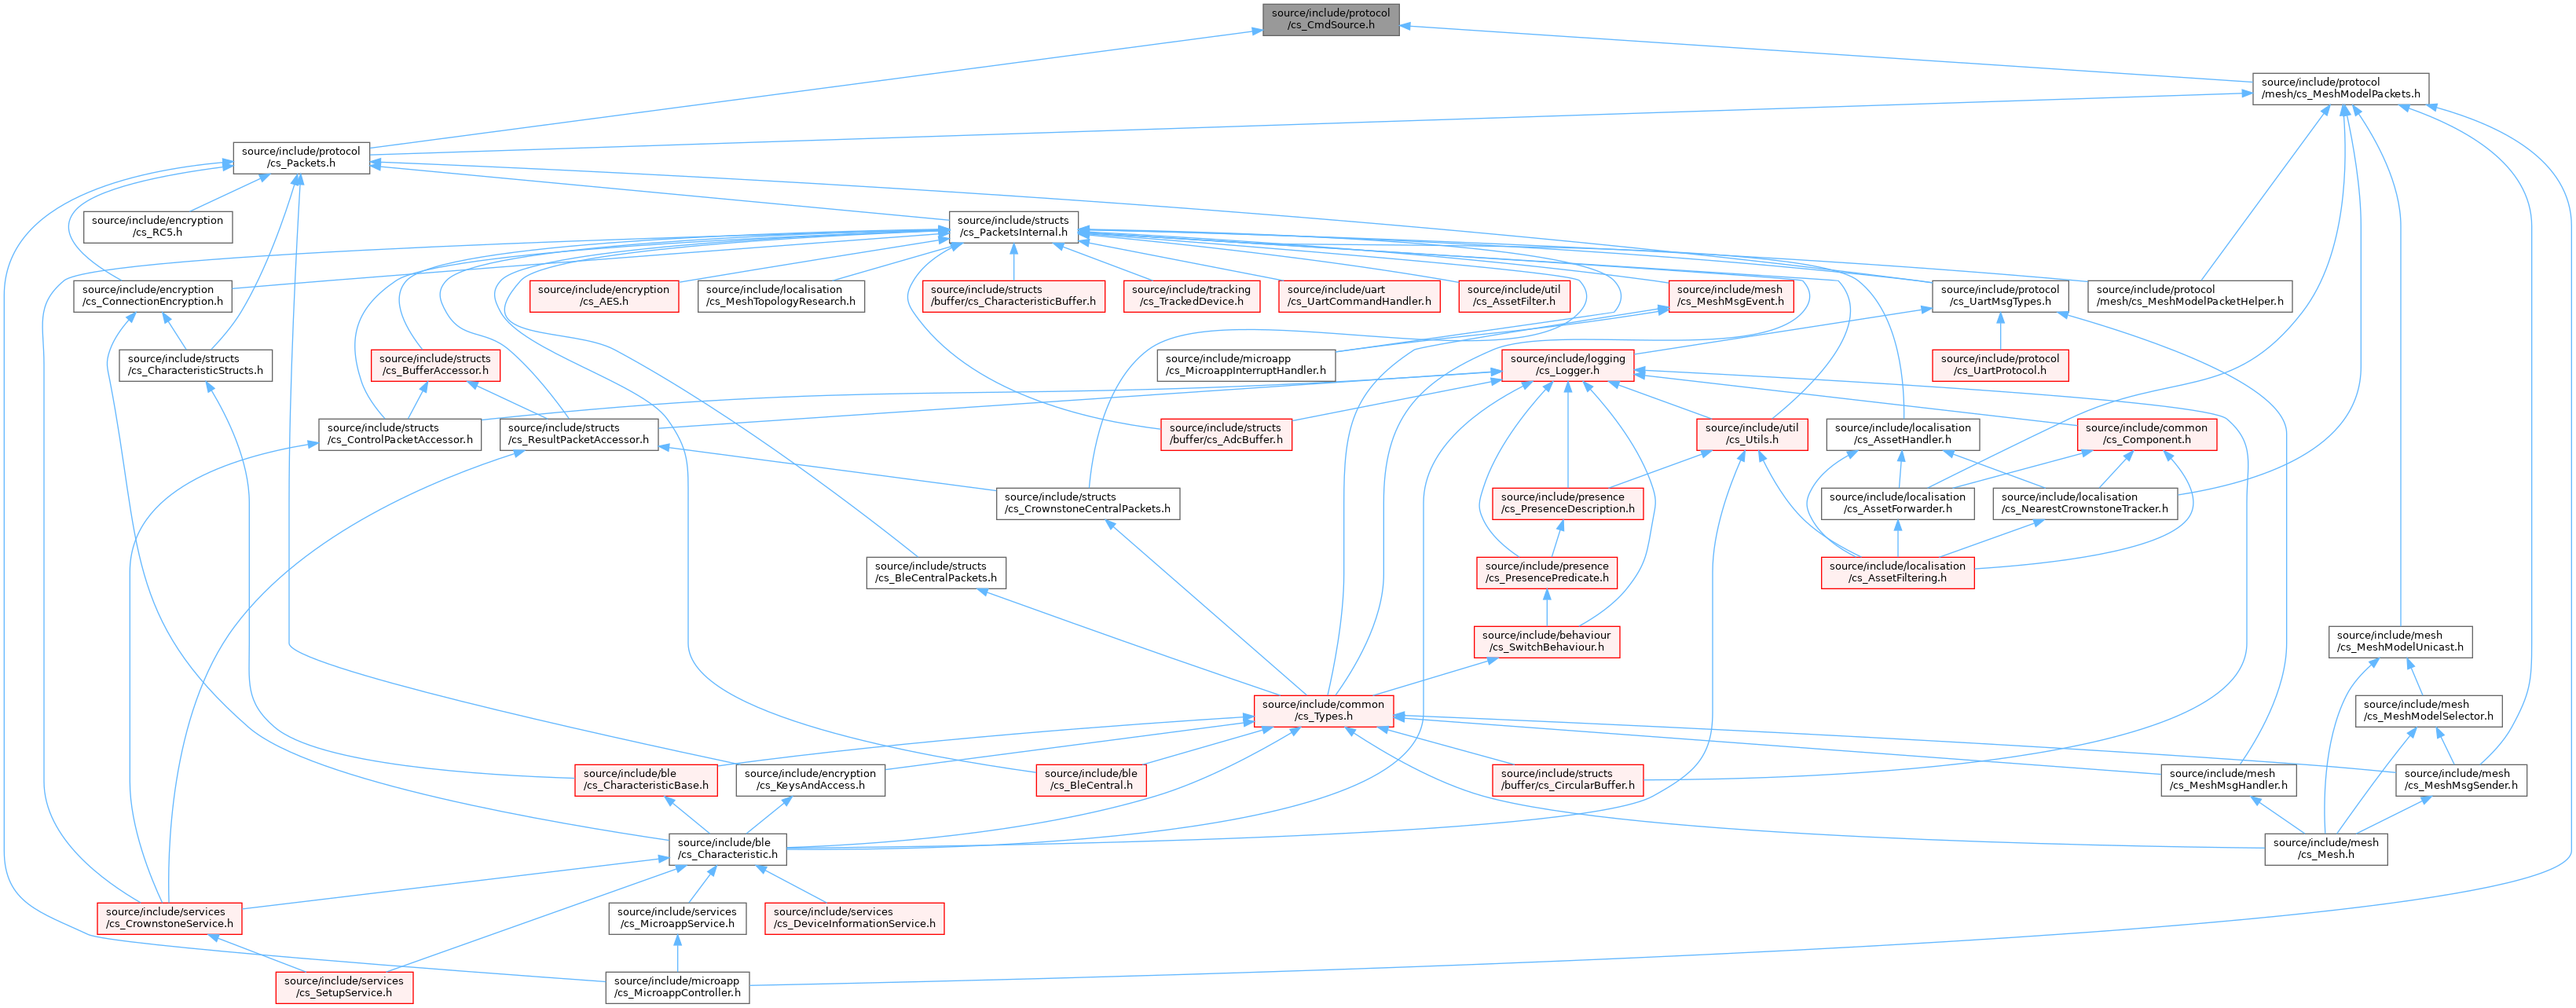 source/include/protocol
/cs_CmdSource.h
source/include/protocol
/mesh/cs_MeshModelPackets.h
source/include/protocol
/cs_Packets.h
source/include/encryption
/cs_RC5.h
source/include/structs
/cs_PacketsInternal.h
source/include/encryption
/cs_ConnectionEncryption.h
source/include/encryption
/cs_AES.h
source/include/localisation
/cs_MeshTopologyResearch.h
source/include/structs
/buffer/cs_CharacteristicBuffer.h
source/include/tracking
/cs_TrackedDevice.h
source/include/uart
/cs_UartCommandHandler.h
source/include/util
/cs_AssetFilter.h
source/include/mesh
/cs_MeshMsgEvent.h
source/include/protocol
/cs_UartMsgTypes.h
source/include/protocol
/mesh/cs_MeshModelPacketHelper.h
source/include/structs
/cs_CharacteristicStructs.h
source/include/structs
/cs_BufferAccessor.h
source/include/microapp
/cs_MicroappInterruptHandler.h
source/include/logging
/cs_Logger.h
source/include/protocol
/cs_UartProtocol.h
source/include/structs
/cs_ControlPacketAccessor.h
source/include/structs
/cs_ResultPacketAccessor.h
source/include/structs
/buffer/cs_AdcBuffer.h
source/include/util
/cs_Utils.h
source/include/localisation
/cs_AssetHandler.h
source/include/common
/cs_Component.h
source/include/structs
/cs_CrownstoneCentralPackets.h
source/include/presence
/cs_PresenceDescription.h
source/include/localisation
/cs_AssetForwarder.h
source/include/localisation
/cs_NearestCrownstoneTracker.h
source/include/structs
/cs_BleCentralPackets.h
source/include/presence
/cs_PresencePredicate.h
source/include/localisation
/cs_AssetFiltering.h
source/include/behaviour
/cs_SwitchBehaviour.h
source/include/mesh
/cs_MeshModelUnicast.h
source/include/common
/cs_Types.h
source/include/mesh
/cs_MeshModelSelector.h
source/include/ble
/cs_CharacteristicBase.h
source/include/encryption
/cs_KeysAndAccess.h
source/include/ble
/cs_BleCentral.h
source/include/structs
/buffer/cs_CircularBuffer.h
source/include/mesh
/cs_MeshMsgHandler.h
source/include/mesh
/cs_MeshMsgSender.h
source/include/ble
/cs_Characteristic.h
source/include/mesh
/cs_Mesh.h
source/include/services
/cs_CrownstoneService.h
source/include/services
/cs_MicroappService.h
source/include/services
/cs_DeviceInformationService.h
source/include/services
/cs_SetupService.h
source/include/microapp
/cs_MicroappController.h